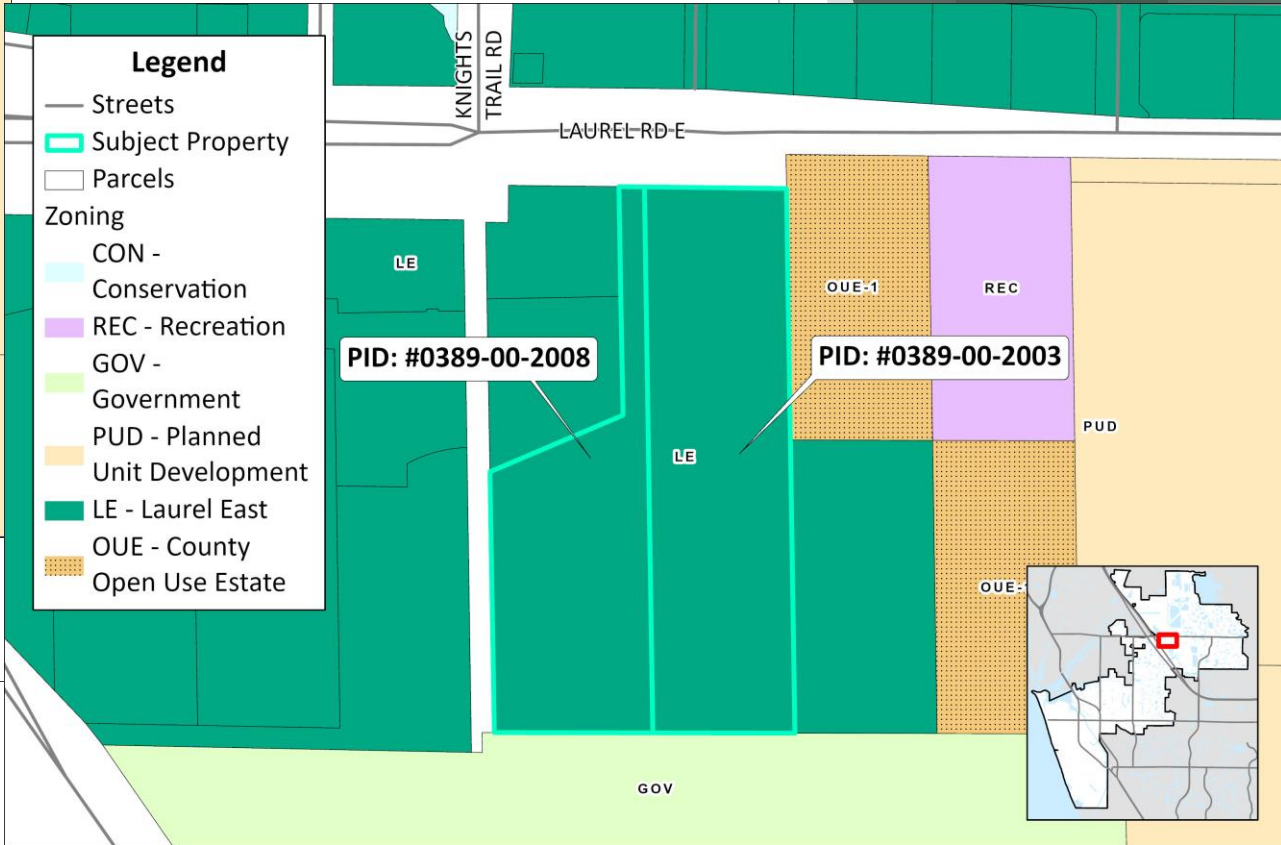 Legend
Streets
Subject Property
Parcels
Zoning
CON -
Conservation
REC - Recreation
GOV -
Government
PUD - Planned
Unit Development
LE - Laurel East
OUE - County
Open Use Estate
KNIGHTS
TRAIL RD
LAUREL RD E
LE
OUE-1
REC
PID: #0389-00-2008
PID: #0389-00-2003
PUD
LE
OUE-
GOV